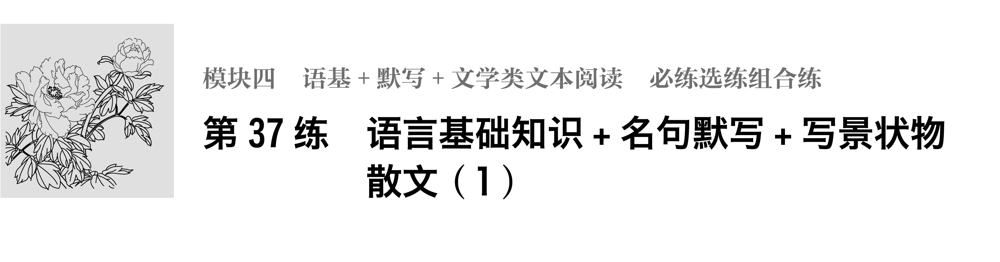 模块四　语基+默写+文学类文本阅读　必练选练组合练
第 37 练　语言基础知识+名句默写+写景状物
散文（1）